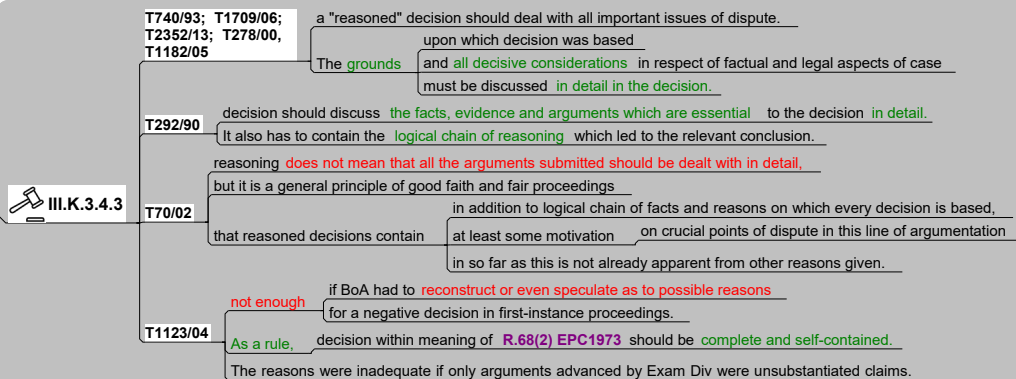 III.K.3.4.3
T740/93; T1709/06;
T2352/13; T278/00,
T1182/05
a "reasoned" decision should deal with all important issues of dispute.
The grounds
upon which decision was based
and all decisive considerations in respect of factual and legal aspects of case
must be discussed in detail in the decision.
T292/90
decision should discuss the facts, evidence and arguments which are essential to the decision in detail.
It also has to contain the logical chain of reasoning which led to the relevant conclusion.
T70/02
reasoning does not mean that all the arguments submitted should be dealt with in detail,
but it is a general principle of good faith and fair proceedings
that reasoned decisions contain
in addition to logical chain of facts and reasons on which every decision is based,
at least some motivation on crucial points of dispute in this line of argumentation
in so far as this is not already apparent from other reasons given.
T1123/04
not enough
if BoA had to reconstruct or even speculate as to possible reasons
for a negative decision in first-instance proceedings.
As a rule, decision within meaning of R.68(2) EPC1973 should be complete and self-contained.
The reasons were inadequate if only arguments advanced by Exam Div were unsubstantiated claims.